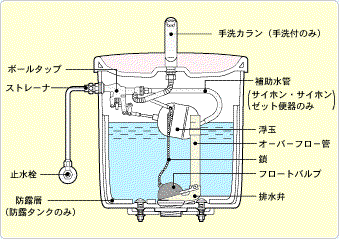 手洗カラン(手洗付のみ)
ボールタップ
ストレーナー
補助水管
(サイホン・サイホン
ゼット便器のみ)
浮玉
オーバーフロー管
鎖
フロートバルブ
排水弁
止水栓
防露層
(防露タンクのみ)